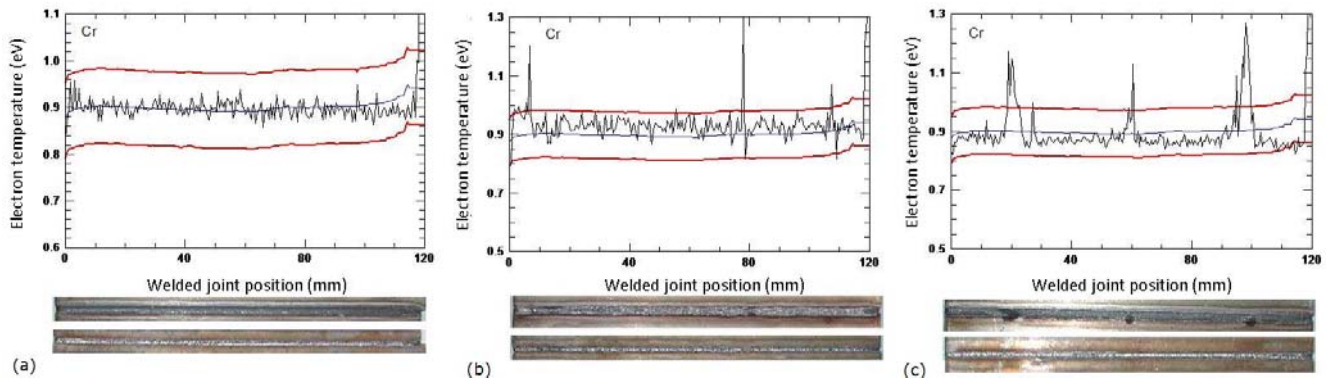 Electron temperature (eV)
1.3
1.0
0.9
0.8
0.7
0.6
Cr
0
40
80
120
Welded joint position (mm)
(a)
Electron temperature (eV)
1.3
1.1
0.9
0.7
0.5
Cr
0
40
80
120
Welded joint position (mm)
(b)
Electron temperature (eV)
1.3
1.1
0.9
0.7
0.5
Cr
0
40
80
120
Welded joint position (mm)
(c)